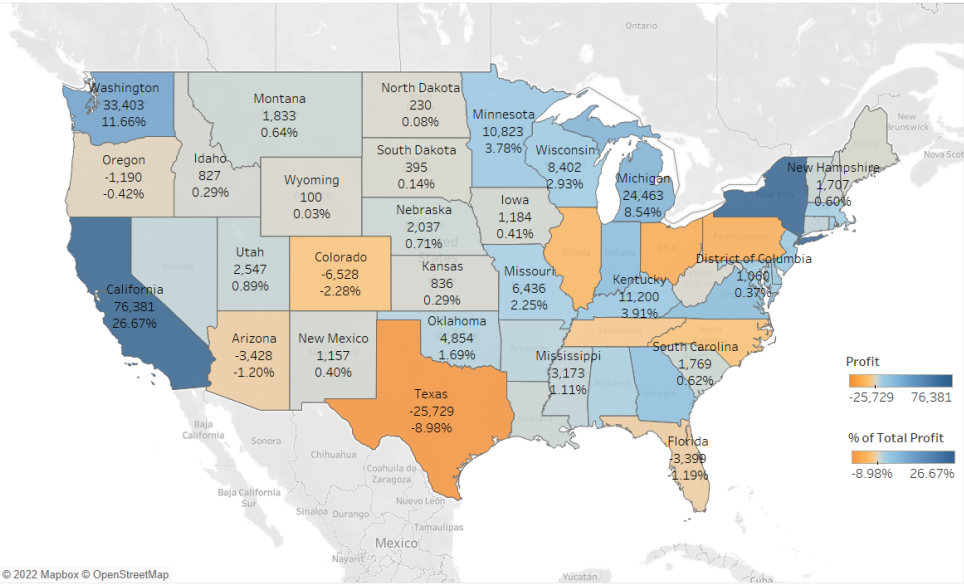 Ontario
New
Brunswick
Nova Scot
Washington
33,403
11.66%
Montana
1,833
0.64%
North Dakota
230
0.08%
Minnesota
10,823
3.78%
Oregon
-1,190
-0.42%
Idaho
827
0.29%
Wyoming
100
0.03%
South Dakota
395
0.14%
Wisconsin
8,402
2.93%
Michigan
24,463
8.54%
New Hampshire
1,707
0.60%
Nebraska
2,037
0.71%
Iowa
1,184
0.41%
Utah
2,547
0.89%
Colorado
-6,528
-2.28%
Kansas
836
0.29%
Missouri
6,436
2.25%
Kentucky
11,200
3.91%
District of Columbia
1,060
0.37%
California
76,381
26.67%
Arizona
-3,428
-1.20%
New Mexico
1,157
0.40%
Oklahoma
4,854
1.69%
Mississippi
3,173
1.11%
South Carolina
1,769
0.62%
Texas
-25,729
-8.98%
Florida
-3,399
-1.19%
Profit
-25,729 76,381
% of Total Profit
-8.98% 26.67%
Baja
California
Sonora
Chihuahua
Coahuila de
Zaragoza
Baja California
Sur
Sinaloa
Durango
Nuevo León
Tamaulipas
Mexico
Nayarit
Yucatán
Cuba
© 2022 Mapbox © OpenStreetMap